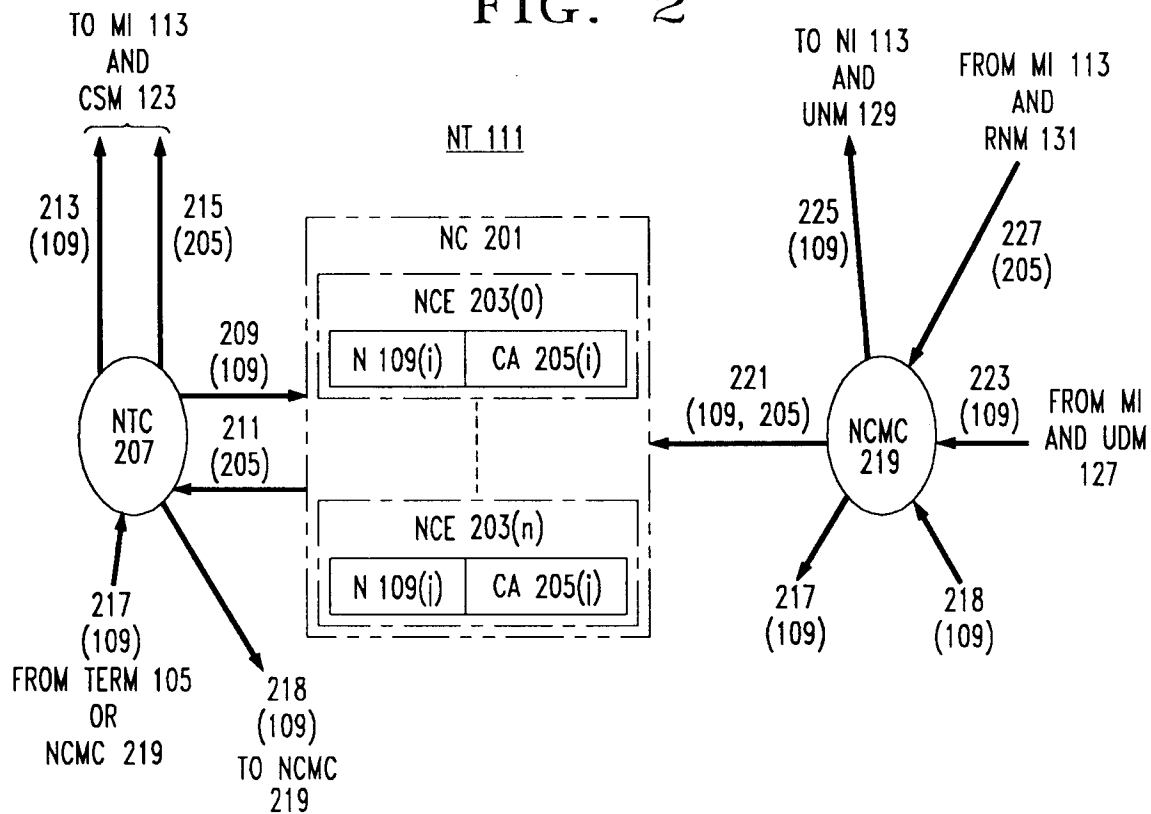 FIG. 2
TO MI 113
AND
CSM 123
TO NI 113
AND
UNM 129
FROM MI 113
AND
RNM 131
NT 111
213
(109)
215
(205)
225
(109)
227
(205)
NC 201
NCE 203(0)
N 109(i)
CA 205(i)
209
(109)
NTC
207
211
(205)
221
(109, 205)
NCMC
219
223
(109)
FROM MI
AND UDM
127
NCE 203(n)
N 109(j)
CA 205(j)
217
(109)
FROM TERM 105
OR
NCMC 219
218
(109)
TO NCMC
219
217
(109)
218
(109)